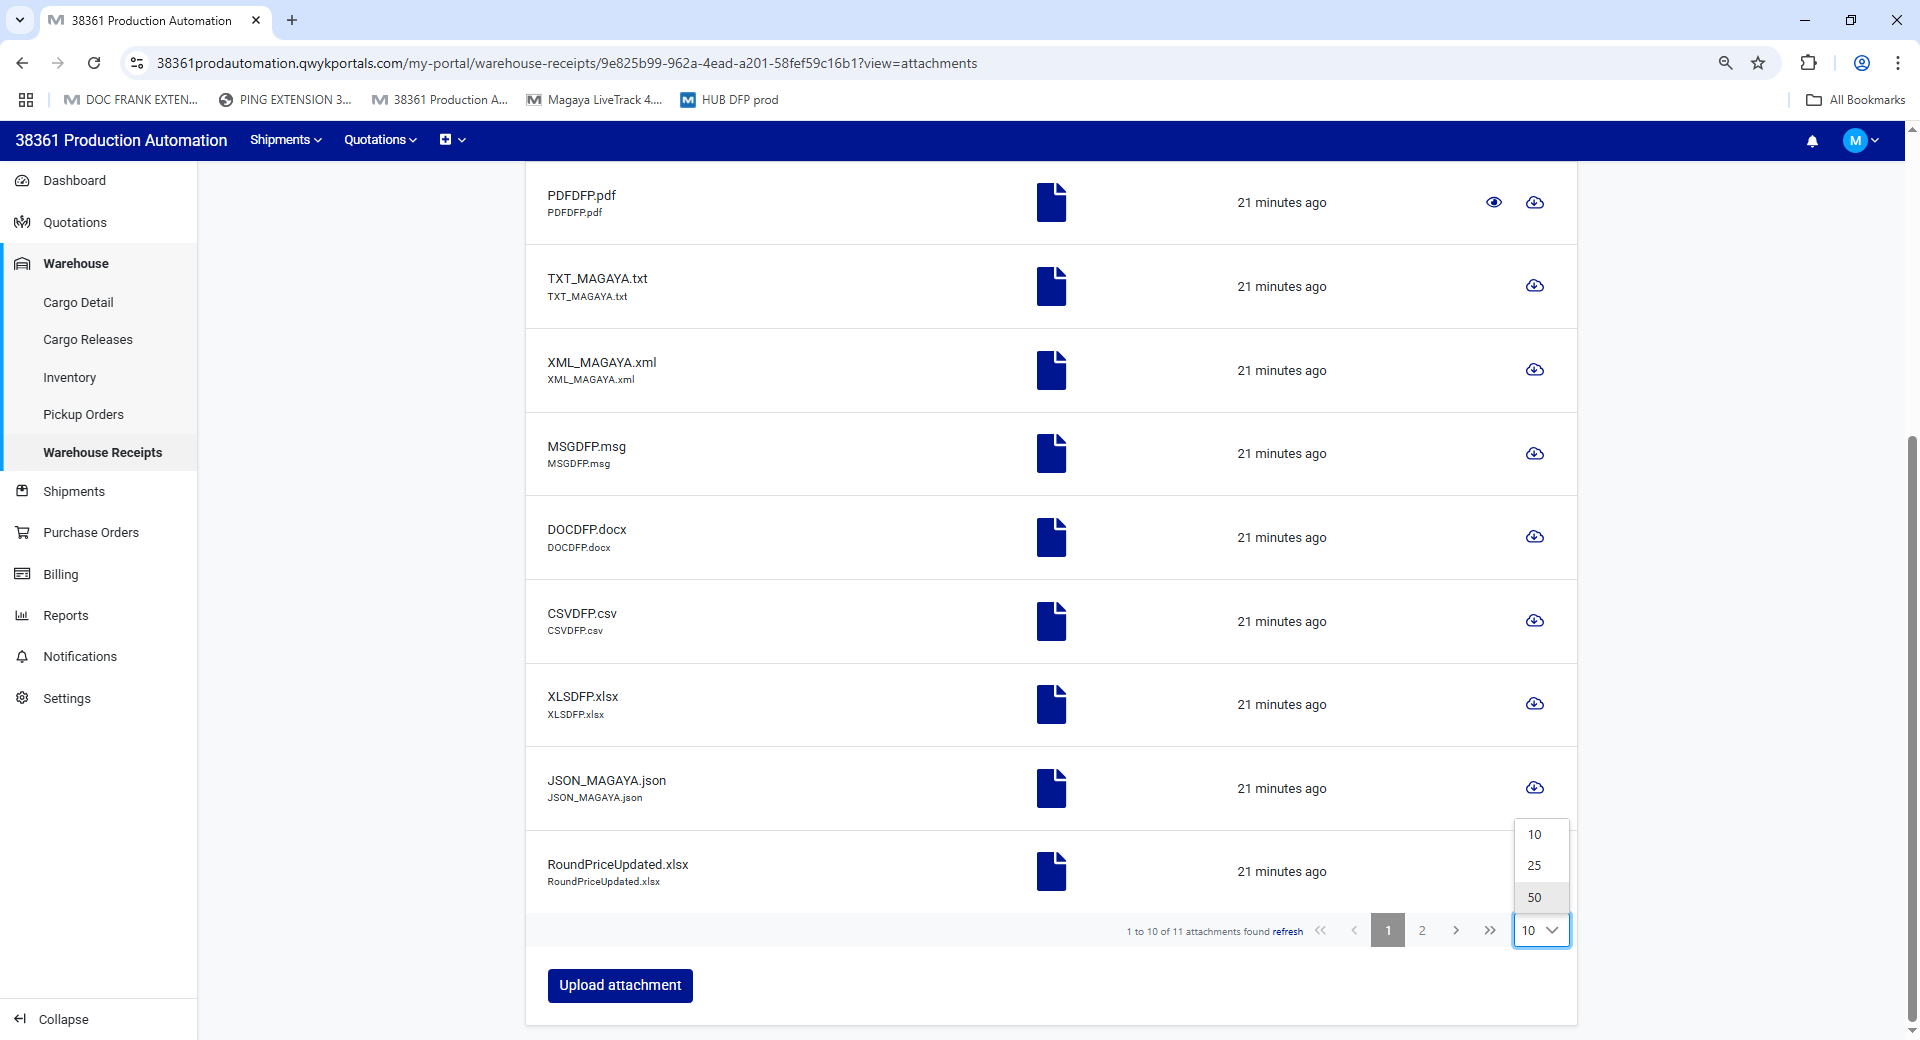 38361 Production Automation
38361prodautomation.qwykportals.com/my-portal/warehouse-receipts/9e825b99-962a-4ead-a201-58fef59c16b1?view=attachments
DOC FRANK EXTEN... PING EXTENSION 3... 38361 Production A... Magaya LiveTrack 4.... HUB DFP prod All Bookmarks
38361 Production Automation Shipments Quotations M
Dashboard
Quotations
Warehouse
Cargo Detail
Cargo Releases
Inventory
Pickup Orders
Warehouse Receipts
Shipments
Purchase Orders
Billing
Reports
Notifications
Settings
Collapse
PDFDFP.pdf
PDFDFP.pdf
21 minutes ago
TXT_MAGAYA.txt
TXT_MAGAYA.txt
21 minutes ago
XML_MAGAYA.xml
XML_MAGAYA.xml
21 minutes ago
MSGDFP.msg
MSGDFP.msg
21 minutes ago
DOCDFP.docx
DOCDFP.docx
21 minutes ago
CSVDFP.csv
CSVDFP.csv
21 minutes ago
XLSDFP.xlsx
XLSDFP.xlsx
21 minutes ago
JSON_MAGAYA.json
JSON_MAGAYA.json
21 minutes ago
RoundPriceUpdated.xlsx
RoundPriceUpdated.xlsx
21 minutes ago
10
25
50
1 to 10 of 11 attachments found refresh 1 2 10
Upload attachment